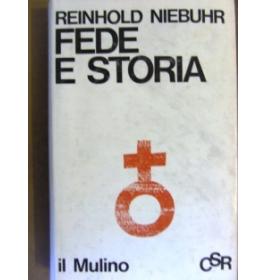 REINHOLD NIEBUHR
FEDE
E STORIA
il Mulino
CSR